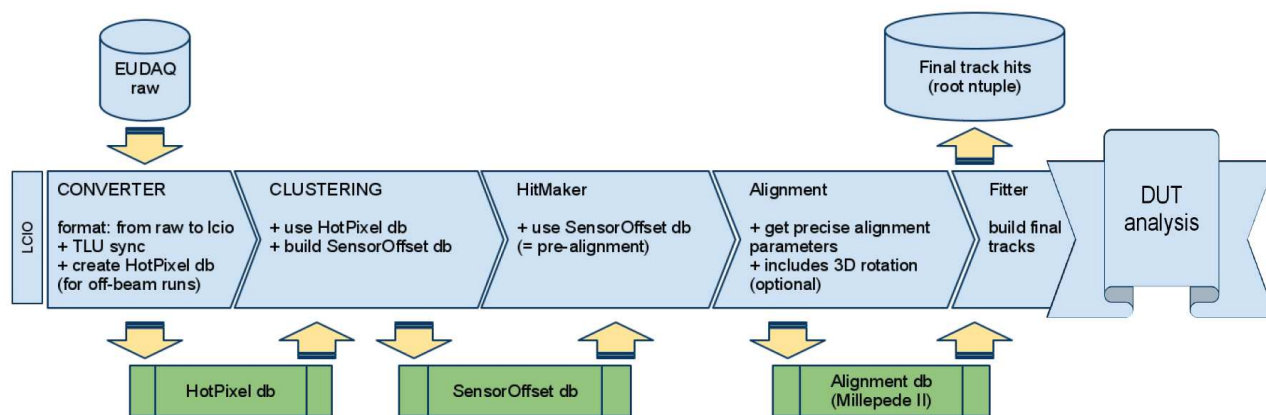 EUDAQ
raw
Final track hits
(root ntuple)
LCIO
CONVERTER
format: from raw to lcio
+ TLU sync
+ create HotPixel db
(for off-beam runs)
CLUSTERING
+ use HotPixel db
+ build SensorOffset db
HitMaker
+ use SensorOffset db
(= pre-alignment)
Alignment
+ get precise alignment
parameters
+ includes 3D rotation
(optional)
Fitter
build final
tracks
DUT
analysis
HotPixel db
SensorOffset db
Alignment db
(Millepede II)